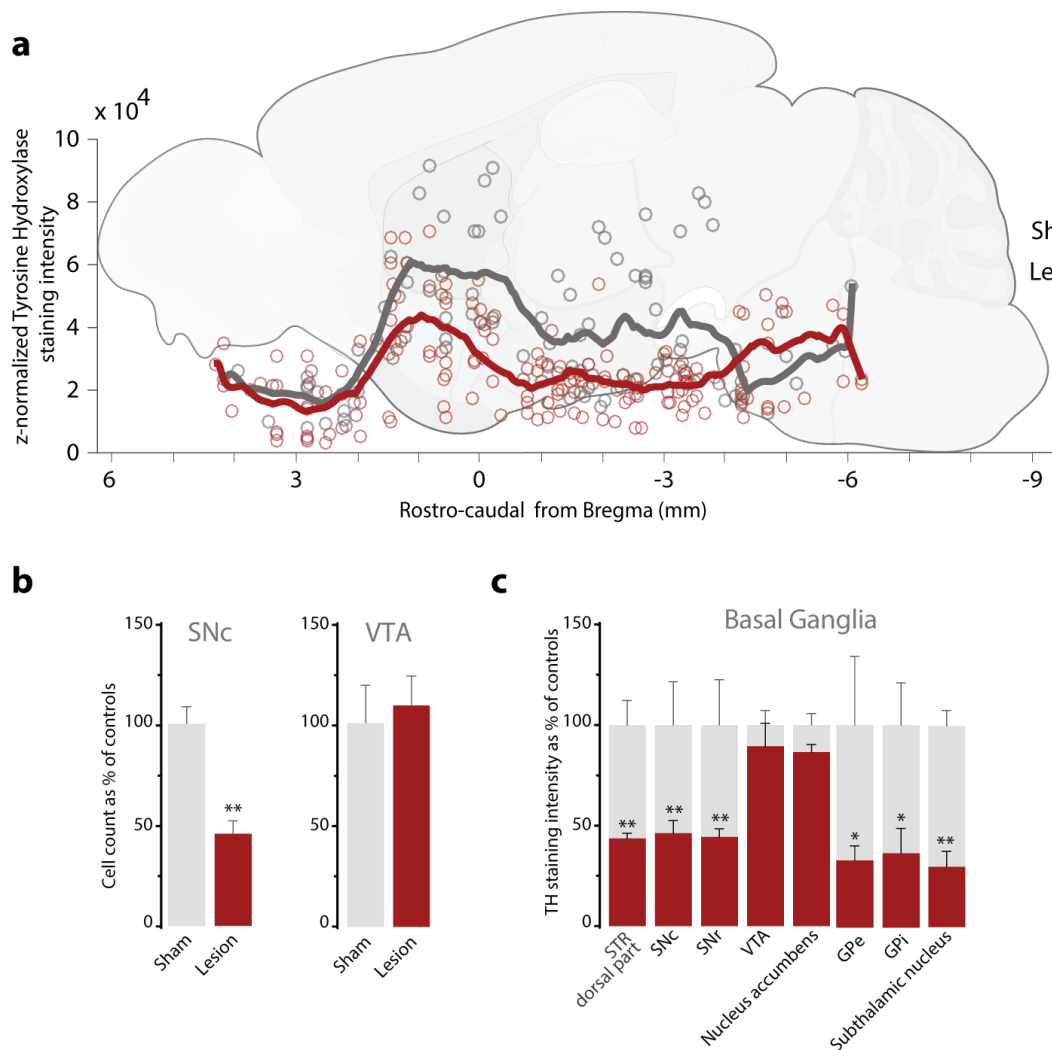 a
x 10^4
z-normalized Tyrosine Hydroxylase
staining intensity
10
8
6
4
2
0
Sh
Le
6 3 0 -3 -6 -9
Rostro-caudal from Bregma (mm)
b
SNc
VTA
Cell count as % of controls
150
100
50
0
**
Sham
Lesion
150
100
50
0
Sham
Lesion
c
Basal Ganglia
TH staining intensity as % of controls
150
100
50
0
** ** ** * * **
STR
dorsal part
SNc
SNr
VTA
Nucleus accumbens
GPe
GPi
Subthalamic nucleus